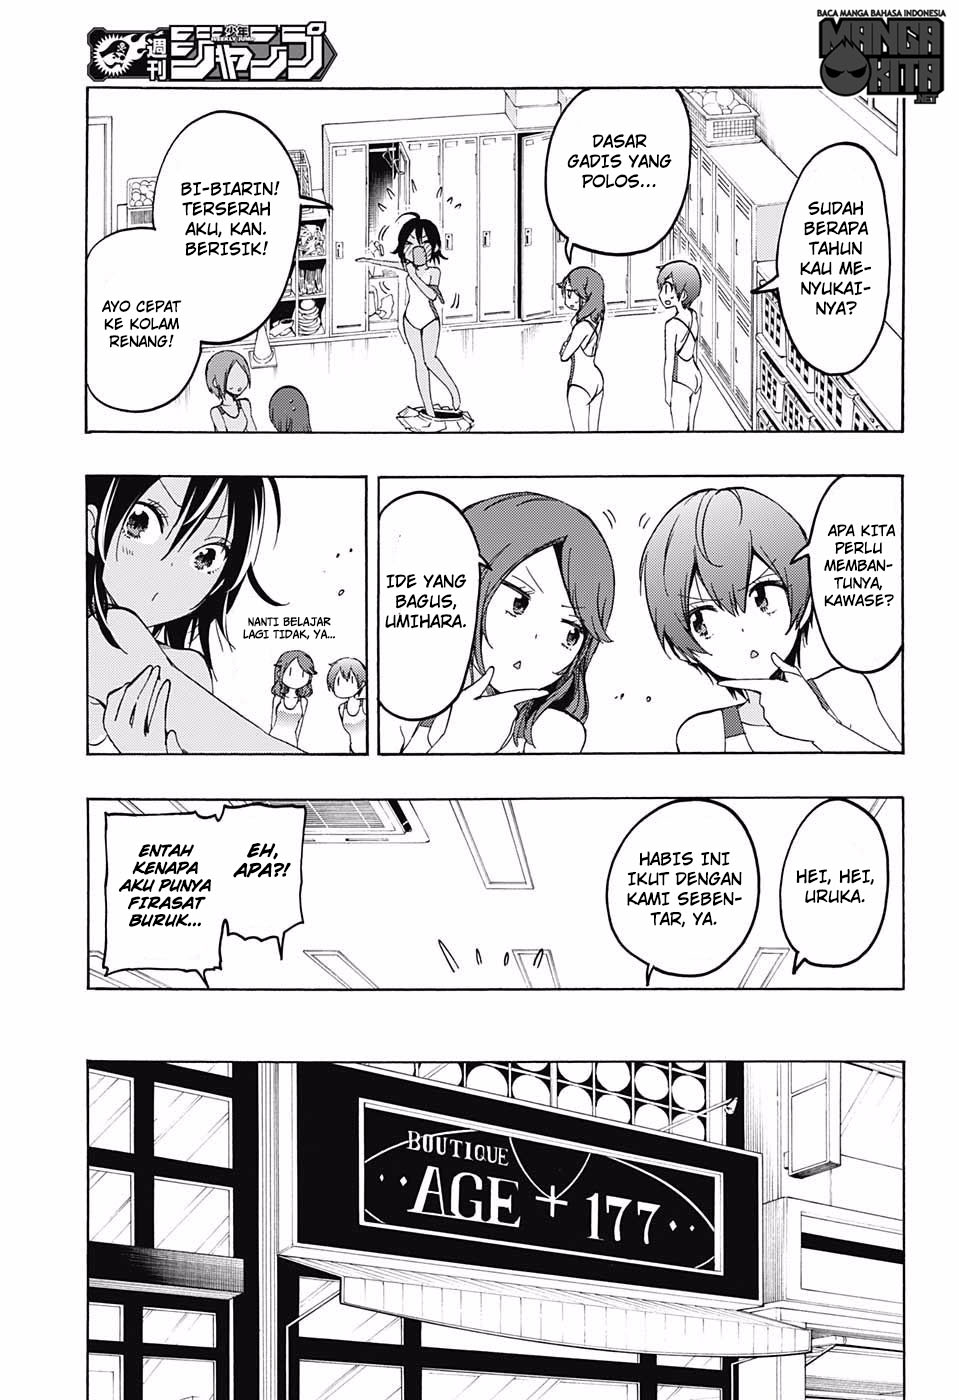 BACA MANGA BAHASA INDONESIA
MANGA
KITA
.NET
週刊
少年
ジャンプ
SUDAH
BERAPA
TAHUN
KAU ME-
NYUKAI-
NYA?
DASAR
GADIS YANG
POLOS...
BI-BIARIN!
TERSERAH
AKU, KAN.
BERISIK!
AYO CEPAT
KE KOLAM
RENANG!
APA KITA
PERLU
MEMBAN-
TUNYA,
KAWASE?
IDE YANG
BAGUS,
UMIHARA.
NANTI BELAJAR
LAGI TIDAK, YA...
HEI, HEI,
URUKA.
HABIS INI
IKUT DENGAN
KAMI SEBEN-
TAR, YA.
EH,
APA?!
ENTAH
KENAPA
AKU PUNYA
FIRASAT
BURUK...
BOUTIQUE
··AGE + 177··